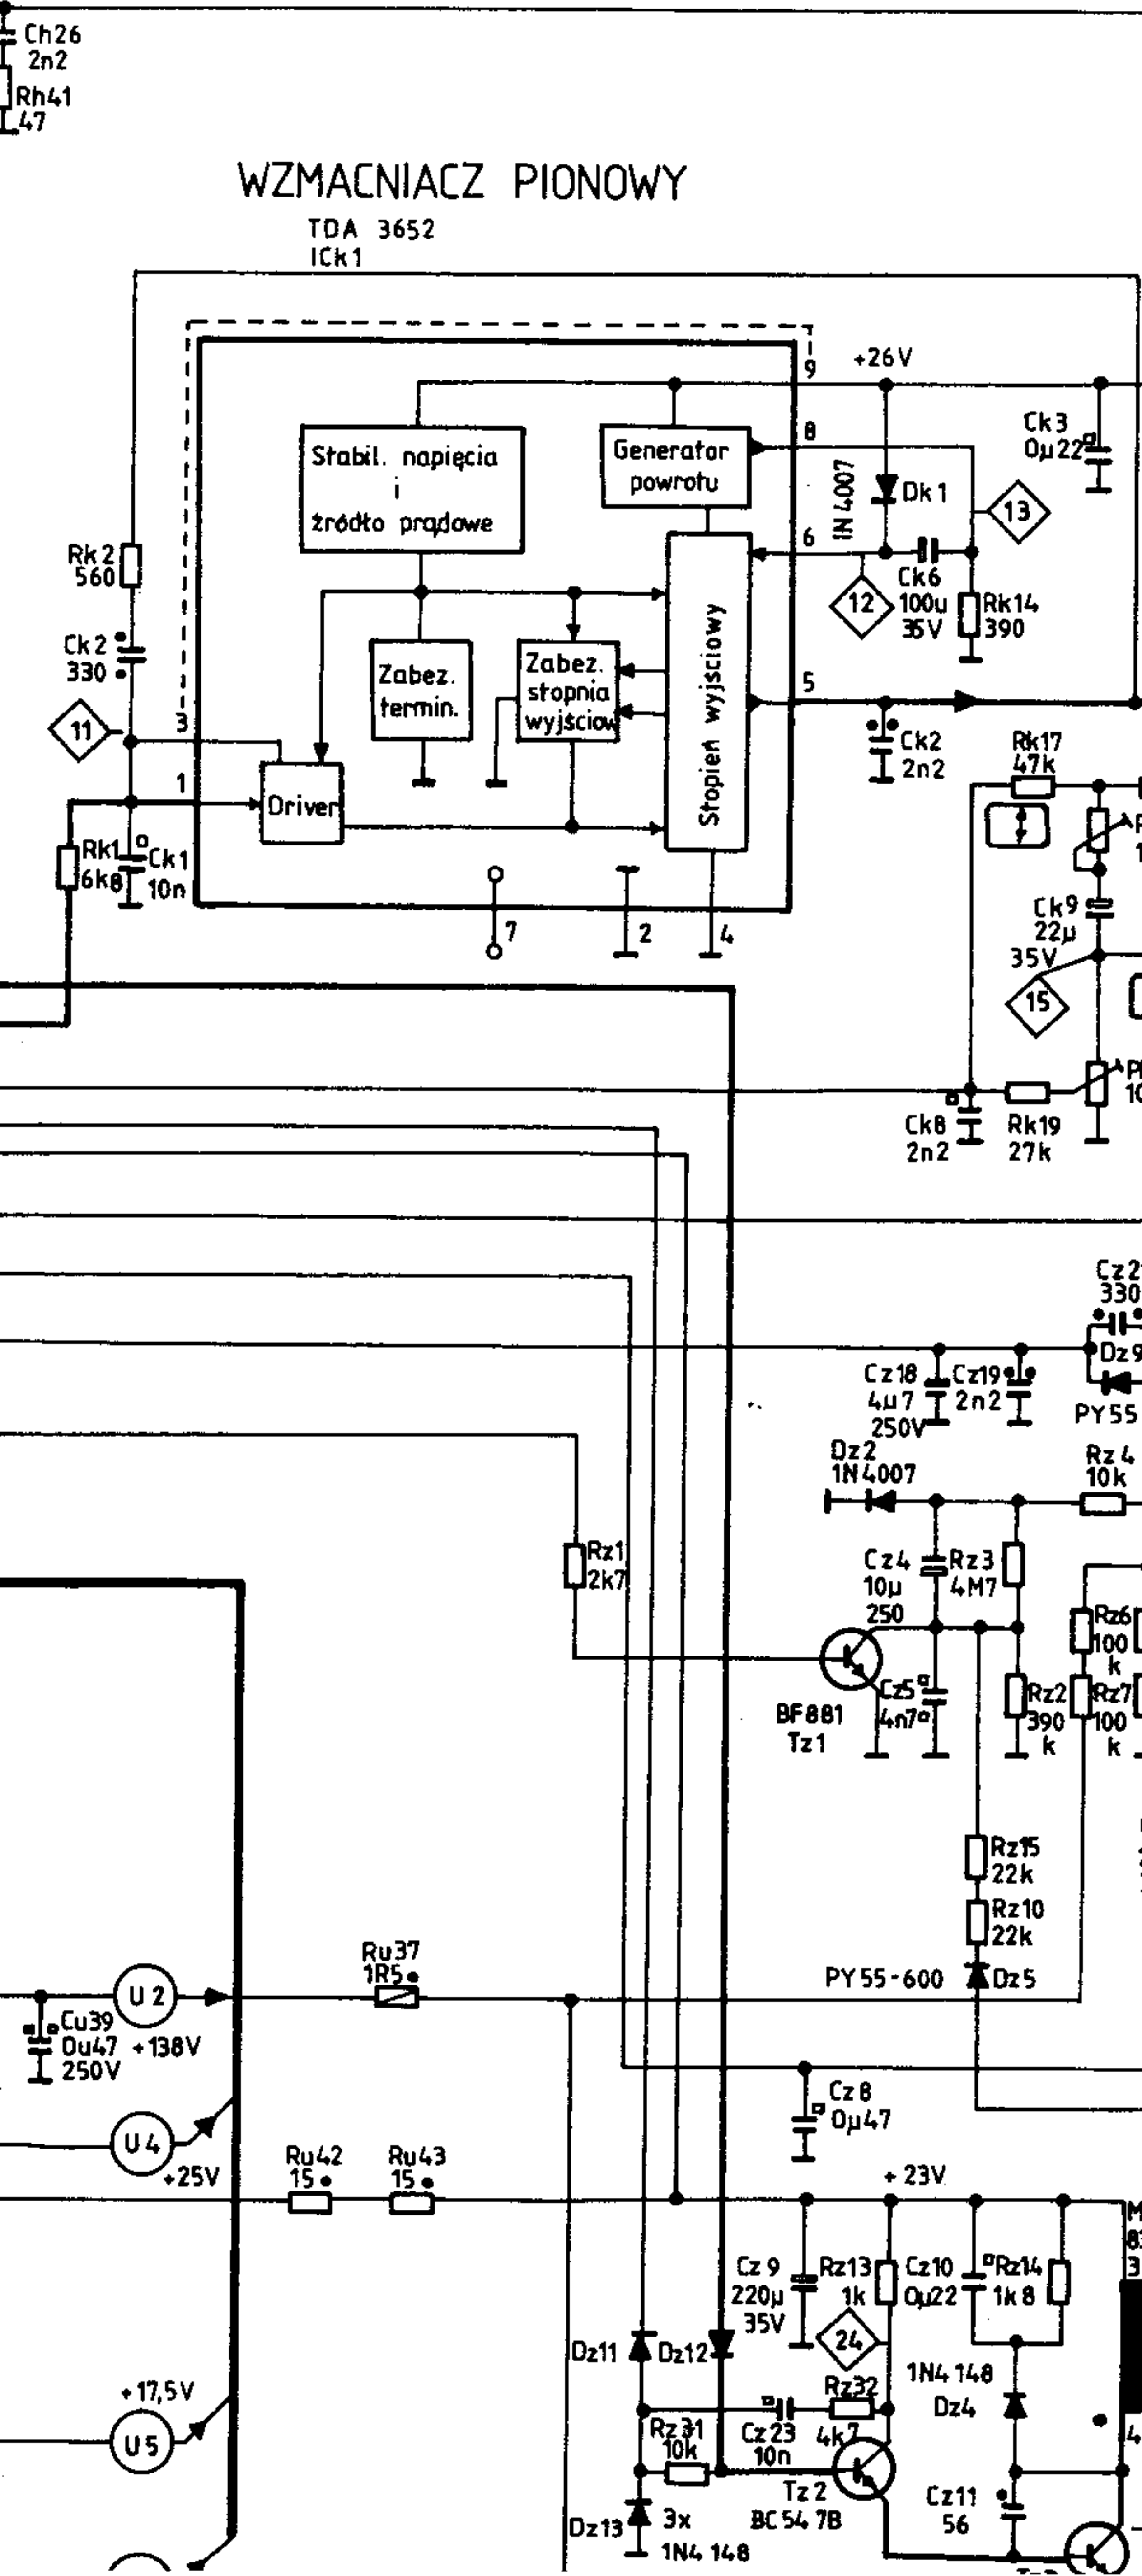 Ch26
2n2
Rh41
47
WZMACNIACZ PIONOWY
TDA 3652
ICk1
9
+26V
Stabil. napięcia
i
źródło prądowe
Generator
powrotu
8
IN 4007
Dk1
Ck3
0µ22
13
6
Ck6
100u
35V
12
Rk14
390
Rk2
560
Ck2
330
Zabez.
termin.
Zabez.
stopnia
wyjściow
Stopień wyjsciowy
5
11
3
1
Driver
Ck2
2n2
Rk17
47k
Rk1
6k8
Ck1
10n
7
2
4
Ck9
22µ
35V
15
Ck8
2n2
Rk19
27k
Cz2
330
Cz18
4µ7
250V
Cz19
2n2
Dz9
PY55
Dz2
1N4007
Rz4
10k
Rz1
2k7
Cz4
10µ
250
Rz3
4M7
Rz6
100
k
BF881
Tz1
Cz5
4n7
Rz2
390
k
Rz7
100
k
Rz15
22k
Rz10
22k
PY55-600
Dz5
Ru37
1R5
U2
+138V
Cu39
0u47
250V
Cz8
0µ47
U4
+25V
Ru42
15
Ru43
15
+23V
Cz9
220µ
35V
Rz13
1k
Cz10
0µ22
Rz14
1k8
24
Dz11
Dz12
1N4148
Dz4
+17,5V
U5
Rz31
10k
Cz23
10n
Rz32
4k7
Tz2
BC547B
Cz11
56
Dz13
3x
1N4148